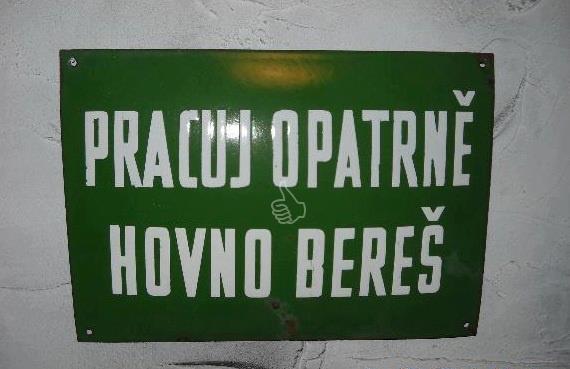 PRACUJ OPATRNĚ
HOVNO BEREŠ